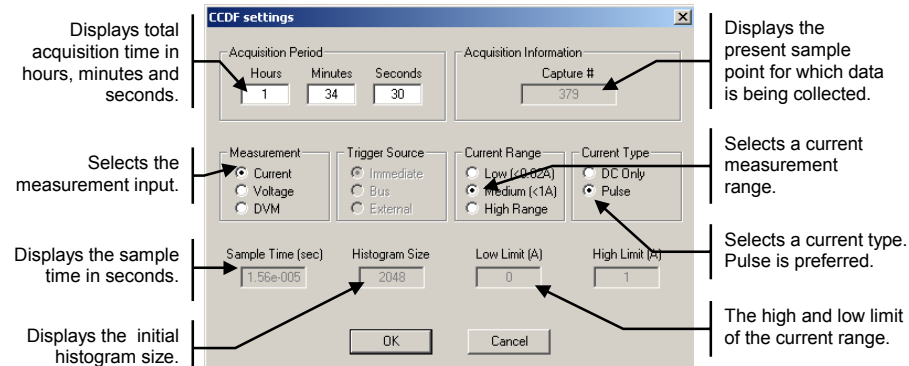 CCDF settings
Displays total
acquisition time in
hours, minutes and
seconds.
Acquisition Period
Hours Minutes Seconds
1 34 30
Acquisition Information
Capture #
379
Displays the
present sample
point for which data
is being collected.
Selects the
measurement input.
Measurement
Current
Voltage
DVM
Trigger Source
Immediate
Bus
External
Current Range
Low (<0.02A)
Medium (<1A)
High Range
Current Type
DC Only
Pulse
Selects a current
measurement
range.
Selects a current type.
Pulse is preferred.
Displays the sample
time in seconds.
Sample Time (sec) Histogram Size Low Limit (A) High Limit (A)
1.56e-005 2048 0 1
Displays the initial
histogram size.
The high and low limit
of the current range.
OK Cancel